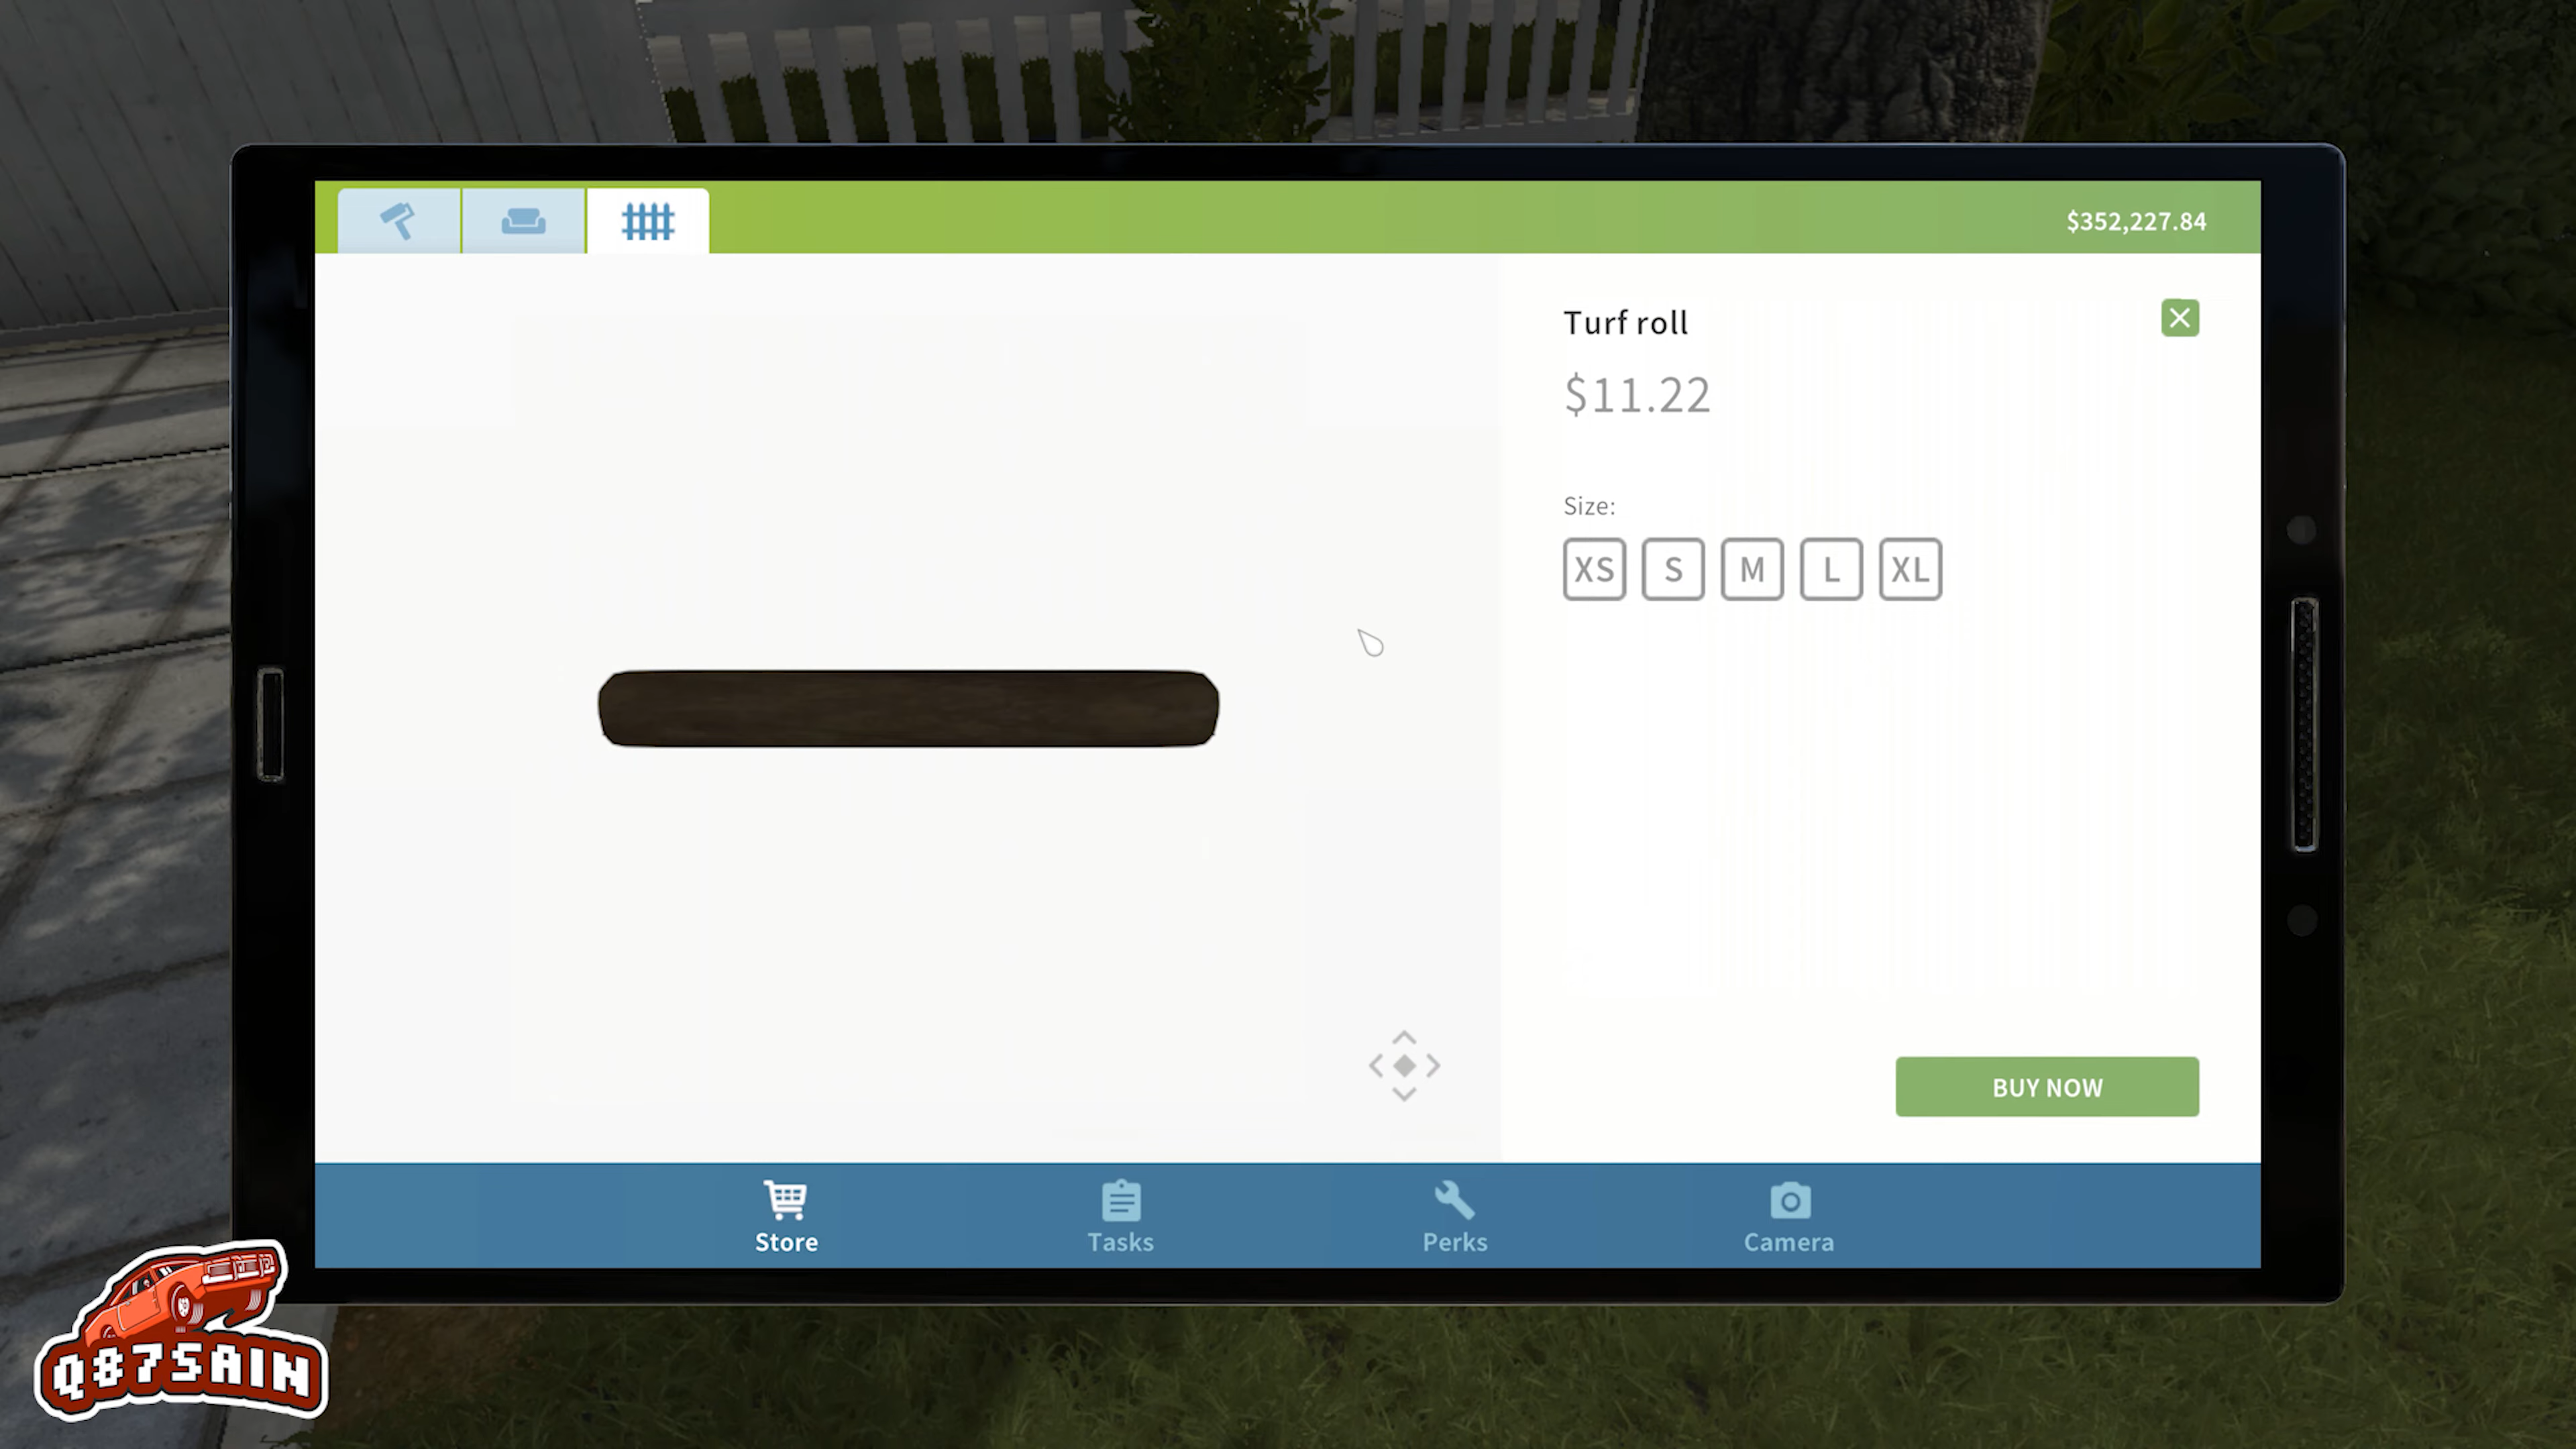 $352,227.84
Turf roll
$11.22
Size:
XS S M L XL
BUY NOW
Store Tasks Perks Camera
Q87SAIN